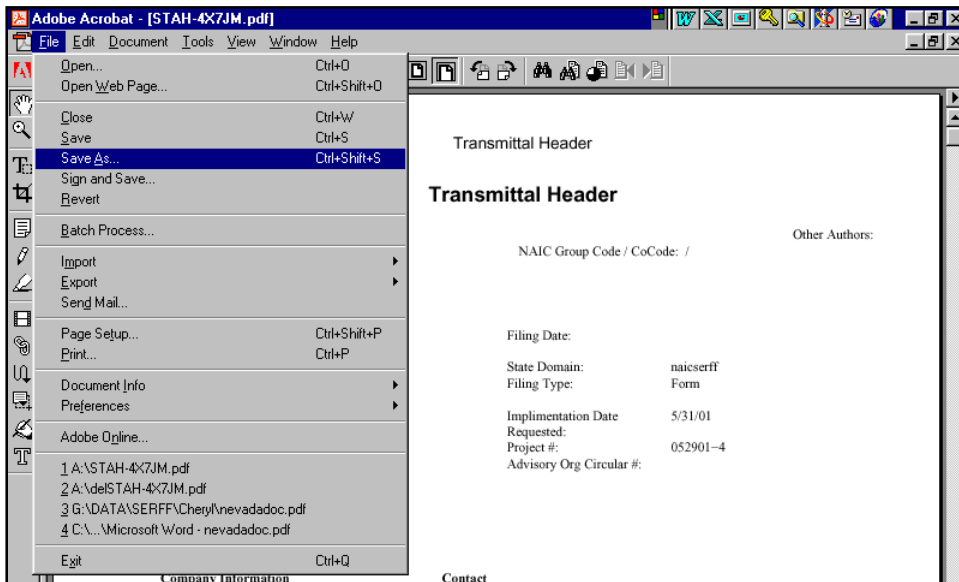 Adobe Acrobat - [STAH-4X7JM.pdf]
File Edit Document Tools View Window Help
Open... Ctrl+O
Open Web Page... Ctrl+Shift+O
Close Ctrl+W
Save Ctrl+S
Save As... Ctrl+Shift+S
Sign and Save...
Revert
Batch Process...
Import
Export
Send Mail...
Page Setup... Ctrl+Shift+P
Print... Ctrl+P
Document Info
Preferences
Adobe Online...
1 A:\STAH-4X7JM.pdf
2 A:\delSTAH-4X7JM.pdf
3 G:\DATA\SERFF\Cheryl\nevadadoc.pdf
4 C:\...\Microsoft Word - nevadadoc.pdf
Exit Ctrl+Q
Transmittal Header
Transmittal Header
Other Authors:
NAIC Group Code / CoCode: /
Filing Date:
State Domain: naicserff
Filing Type: Form
Implimentation Date 5/31/01
Requested:
Project #: 052901-4
Advisory Org Circular #:
Company Information Contact